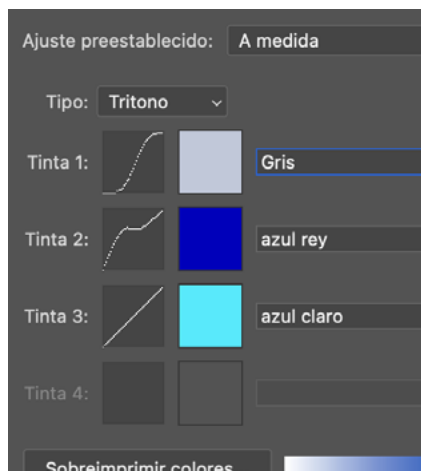 Ajuste preestablecido: A medida
Tipo: Tritono
Tinta 1: Gris
Tinta 2: azul rey
Tinta 3: azul claro
Tinta 4:
Sobreimprimir colores